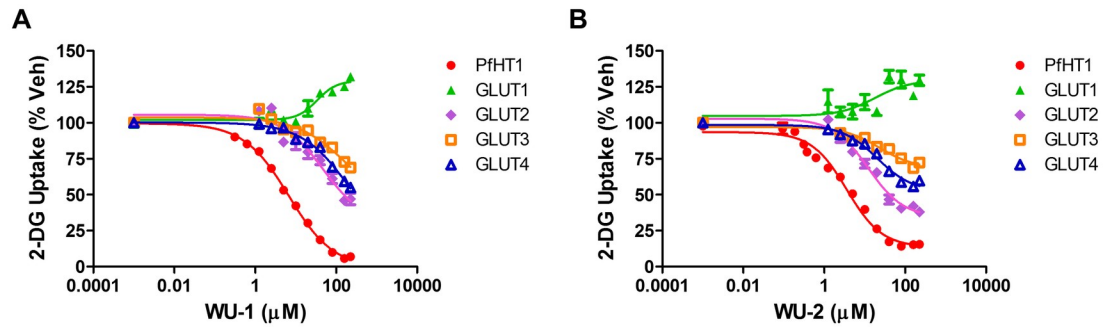 A
2-DG Uptake (% Veh)
150
125
100
75
50
25
0
0.0001
0.01
1
100
10000
WU-1 (μM)
PfHT1
GLUT1
GLUT2
GLUT3
GLUT4
B
2-DG Uptake (% Veh)
150
125
100
75
50
25
0
0.0001
0.01
1
100
10000
WU-2 (μM)
PfHT1
GLUT1
GLUT2
GLUT3
GLUT4